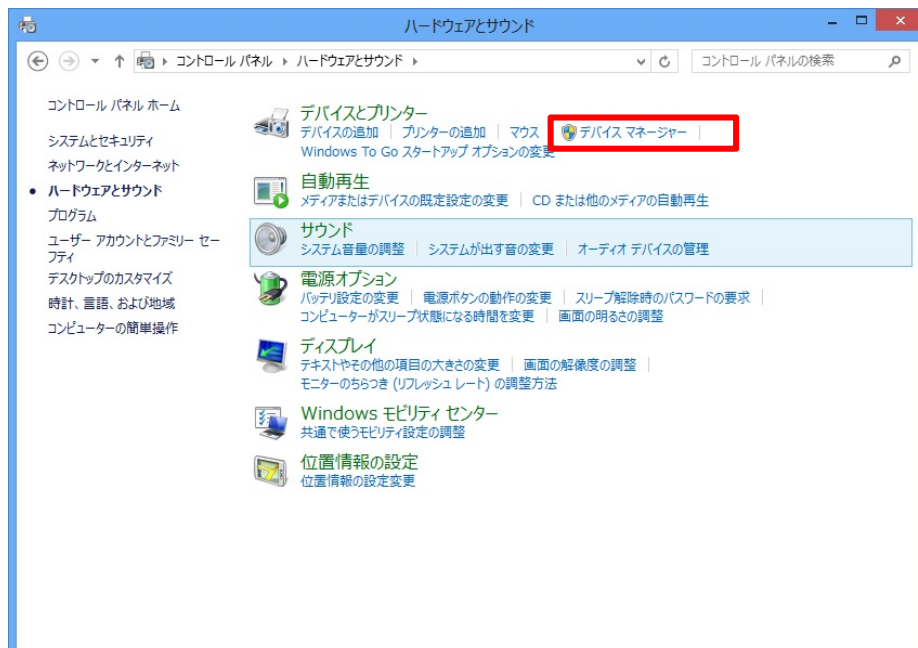 ハードウェアとサウンド
コントロール パネル ハードウェアとサウンド
コントロール パネルの検索
コントロール パネル ホーム
システムとセキュリティ
ネットワークとインターネット
ハードウェアとサウンド
プログラム
ユーザー アカウントとファミリー セー
フティ
デスクトップのカスタマイズ
時計、言語、および地域
コンピューターの簡単操作
デバイスとプリンター
デバイスの追加 プリンターの追加 マウス デバイス マネージャー
Windows To Go スタートアップ オプションの変更
自動再生
メディアまたはデバイスの既定設定の変更 CD または他のメディアの自動再生
サウンド
システム音量の調整 システムが出す音の変更 オーディオ デバイスの管理
電源オプション
バッテリ設定の変更 電源ボタンの動作の変更 スリープ解除時のパスワードの要求
コンピューターがスリープ状態になる時間を変更 画面の明るさの調整
ディスプレイ
テキストやその他の項目の大きさの変更 画面の解像度の調整
モニターのちらつき (リフレッシュ レート) の調整方法
Windows モビリティ センター
共通で使うモビリティ設定の調整
位置情報の設定
位置情報の設定変更